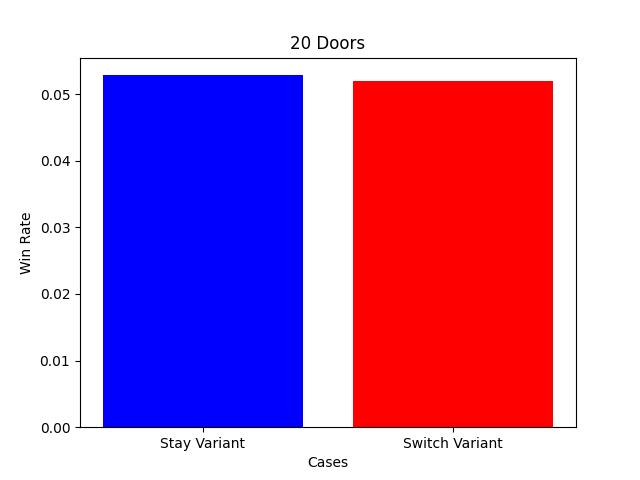 20 Doors
Win Rate
0.05
0.04
0.03
0.02
0.01
0.00
Stay Variant
Switch Variant
Cases